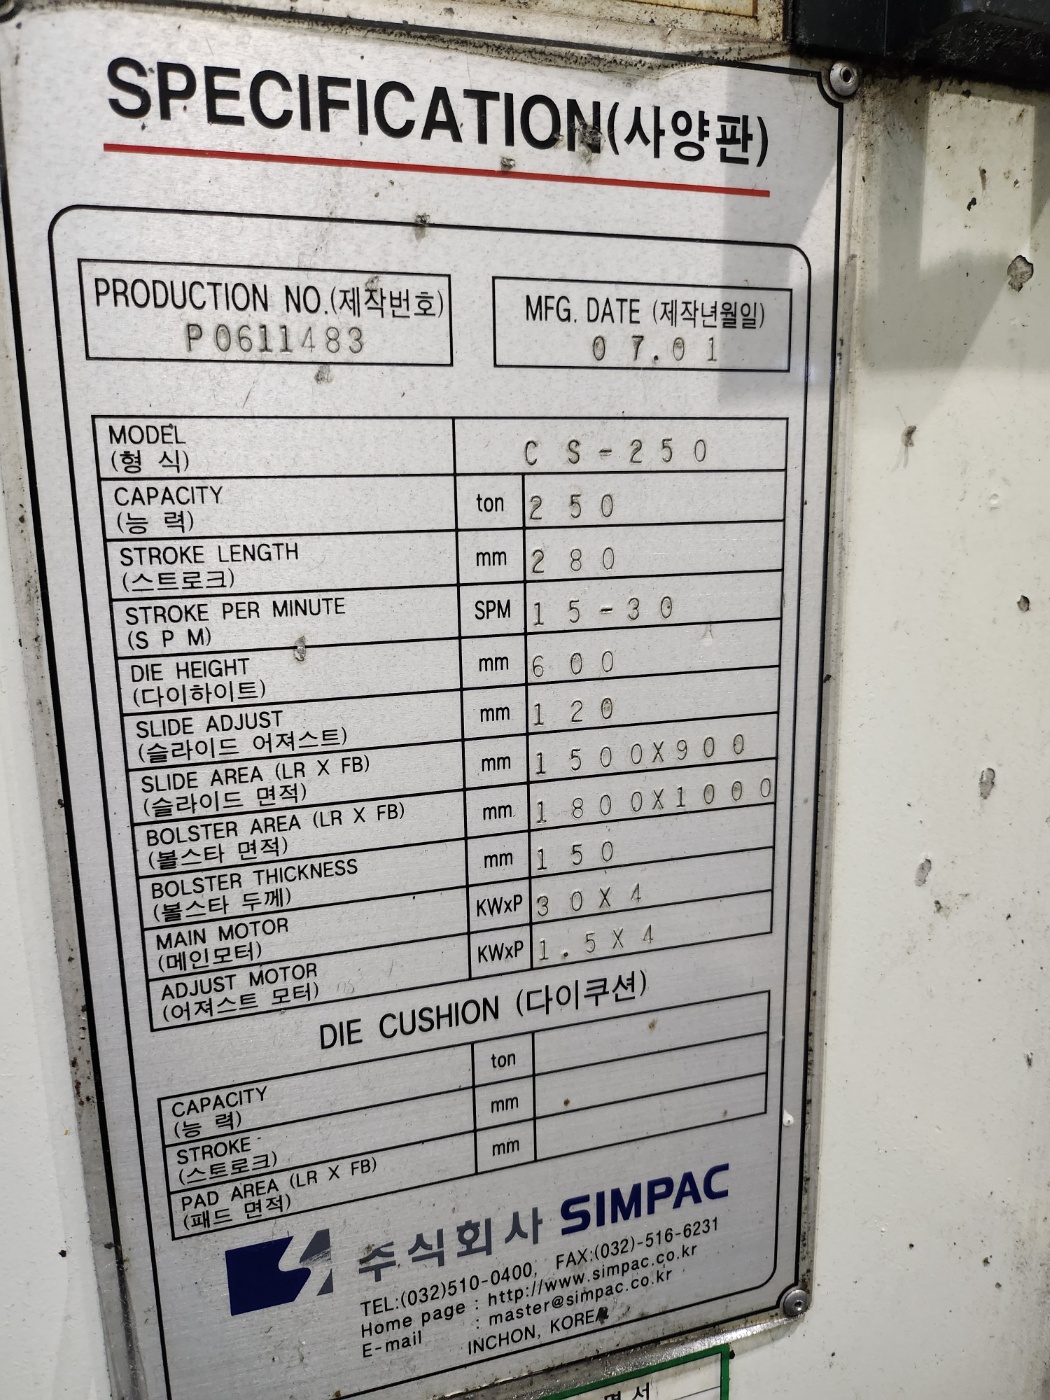 SPECIFICATION(사양판)
PRODUCTION NO.(제작번호)
P0611483
MFG. DATE (제작년월일)
07.01
MODEL
(형 식)
CS-250
CAPACITY
(능 력)
ton
250
STROKE LENGTH
(스트로크)
mm
280
STROKE PER MINUTE
(S P M)
SPM
15-30
DIE HEIGHT
(다이하이트)
mm
600
SLIDE ADJUST
(슬라이드 어져스트)
mm
120
SLIDE AREA (LR X FB)
(슬라이드 면적)
mm
1500X900
BOLSTER AREA (LR X FB)
(볼스타 면적)
mm
1800X1000
BOLSTER THICKNESS
(볼스타 두께)
mm
150
MAIN MOTOR
(메인모터)
KWxP
30X4
ADJUST MOTOR
(어져스트 모터)
KWxP
1.5X4
DIE CUSHION (다이쿠션)
CAPACITY
(능 력)
ton
STROKE
(스트로크)
mm
PAD AREA (LR X FB)
(패드 면적)
mm
주식회사 SIMPAC
TEL:(032)510-0400, FAX:(032)-516-6231
Home page : http://www.simpac.co.kr
E-mail : master@simpac.co.kr
INCHON, KOREA
명서